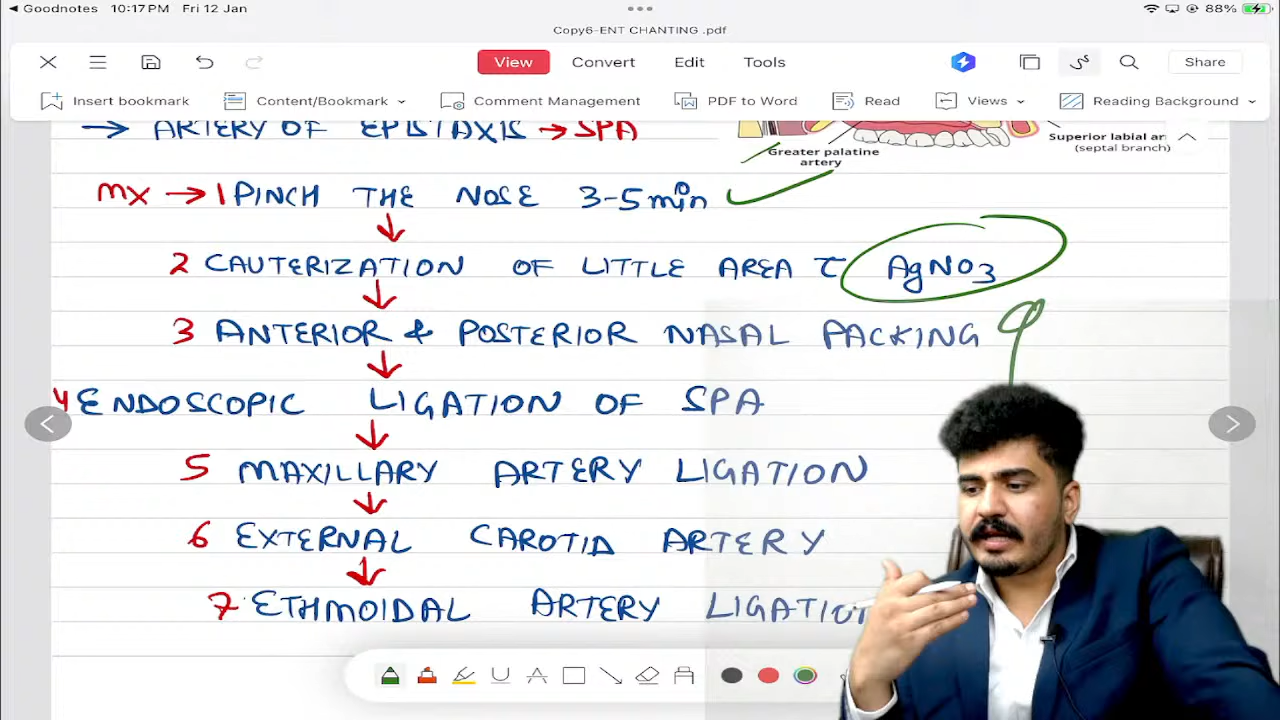 Goodnotes 10:17 PM Fri 12 Jan 88%
Copy6-ENT CHANTING .pdf
View Convert Edit Tools Share
Insert bookmark Content/Bookmark Comment Management PDF to Word Read Views Reading Background
→ ARTERY OF EPISTAXIS → SPA
Greater palatine
artery
Superior labial ar
(septal branch)
MX → 1 PINCH THE NOSE 3-5 min
↓
2 CAUTERIZATION OF LITTLE AREA C AgNO3
↓
3 ANTERIOR & POSTERIOR NASAL PACKING
↓
4 ENDOSCOPIC LIGATION OF SPA
↓
5 MAXILLARY ARTERY LIGATION
↓
6 EXTERNAL CAROTID ARTERY
↓
7 ETHMOIDAL ARTERY LIGATION